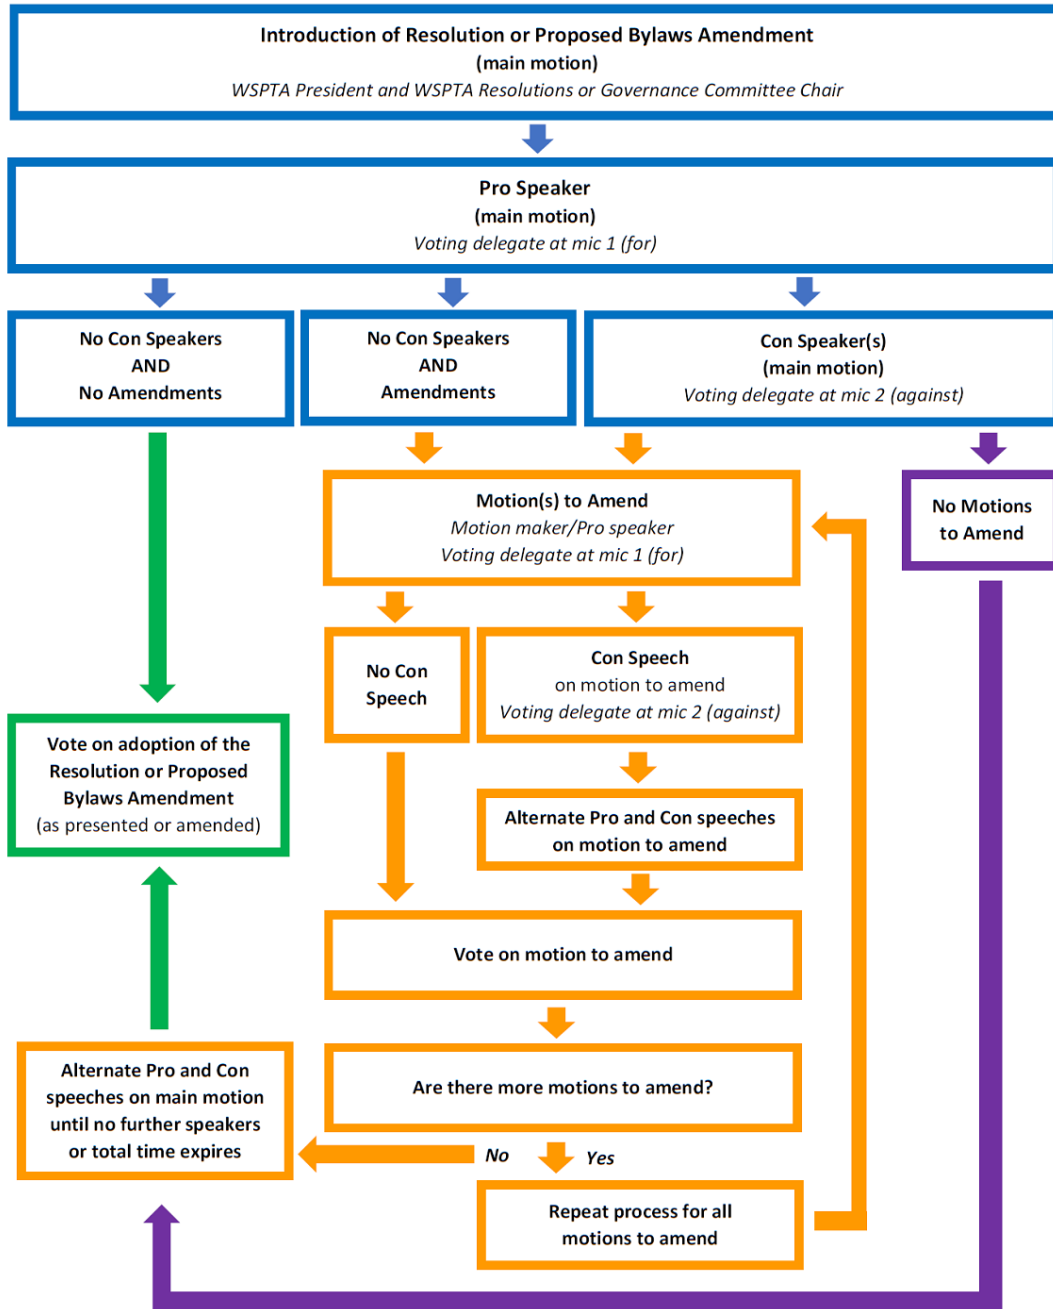 Introduction of Resolution or Proposed Bylaws Amendment
(main motion)
WSPTA President and WSPTA Resolutions or Governance Committee Chair
Pro Speaker
(main motion)
Voting delegate at mic 1 (for)
No Con Speakers
AND
No Amendments
No Con Speakers
AND
Amendments
Con Speaker(s)
(main motion)
Voting delegate at mic 2 (against)
Motion(s) to Amend
Motion maker/Pro speaker
Voting delegate at mic 1 (for)
No Motions
to Amend
No Con
Speech
Con Speech
on motion to amend
Voting delegate at mic 2 (against)
Vote on adoption of the
Resolution or Proposed
Bylaws Amendment
(as presented or amended)
Alternate Pro and Con speeches
on motion to amend
Vote on motion to amend
Are there more motions to amend?
Alternate Pro and Con
speeches on main motion
until no further speakers
or total time expires
No
Yes
Repeat process for all
motions to amend